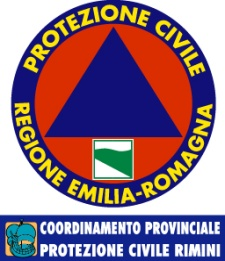 PROTEZIONE CIVILE
REGIONE EMILIA-ROMAGNA
COORDINAMENTO PROVINCIALE
PROTEZIONE CIVILE RIMINI